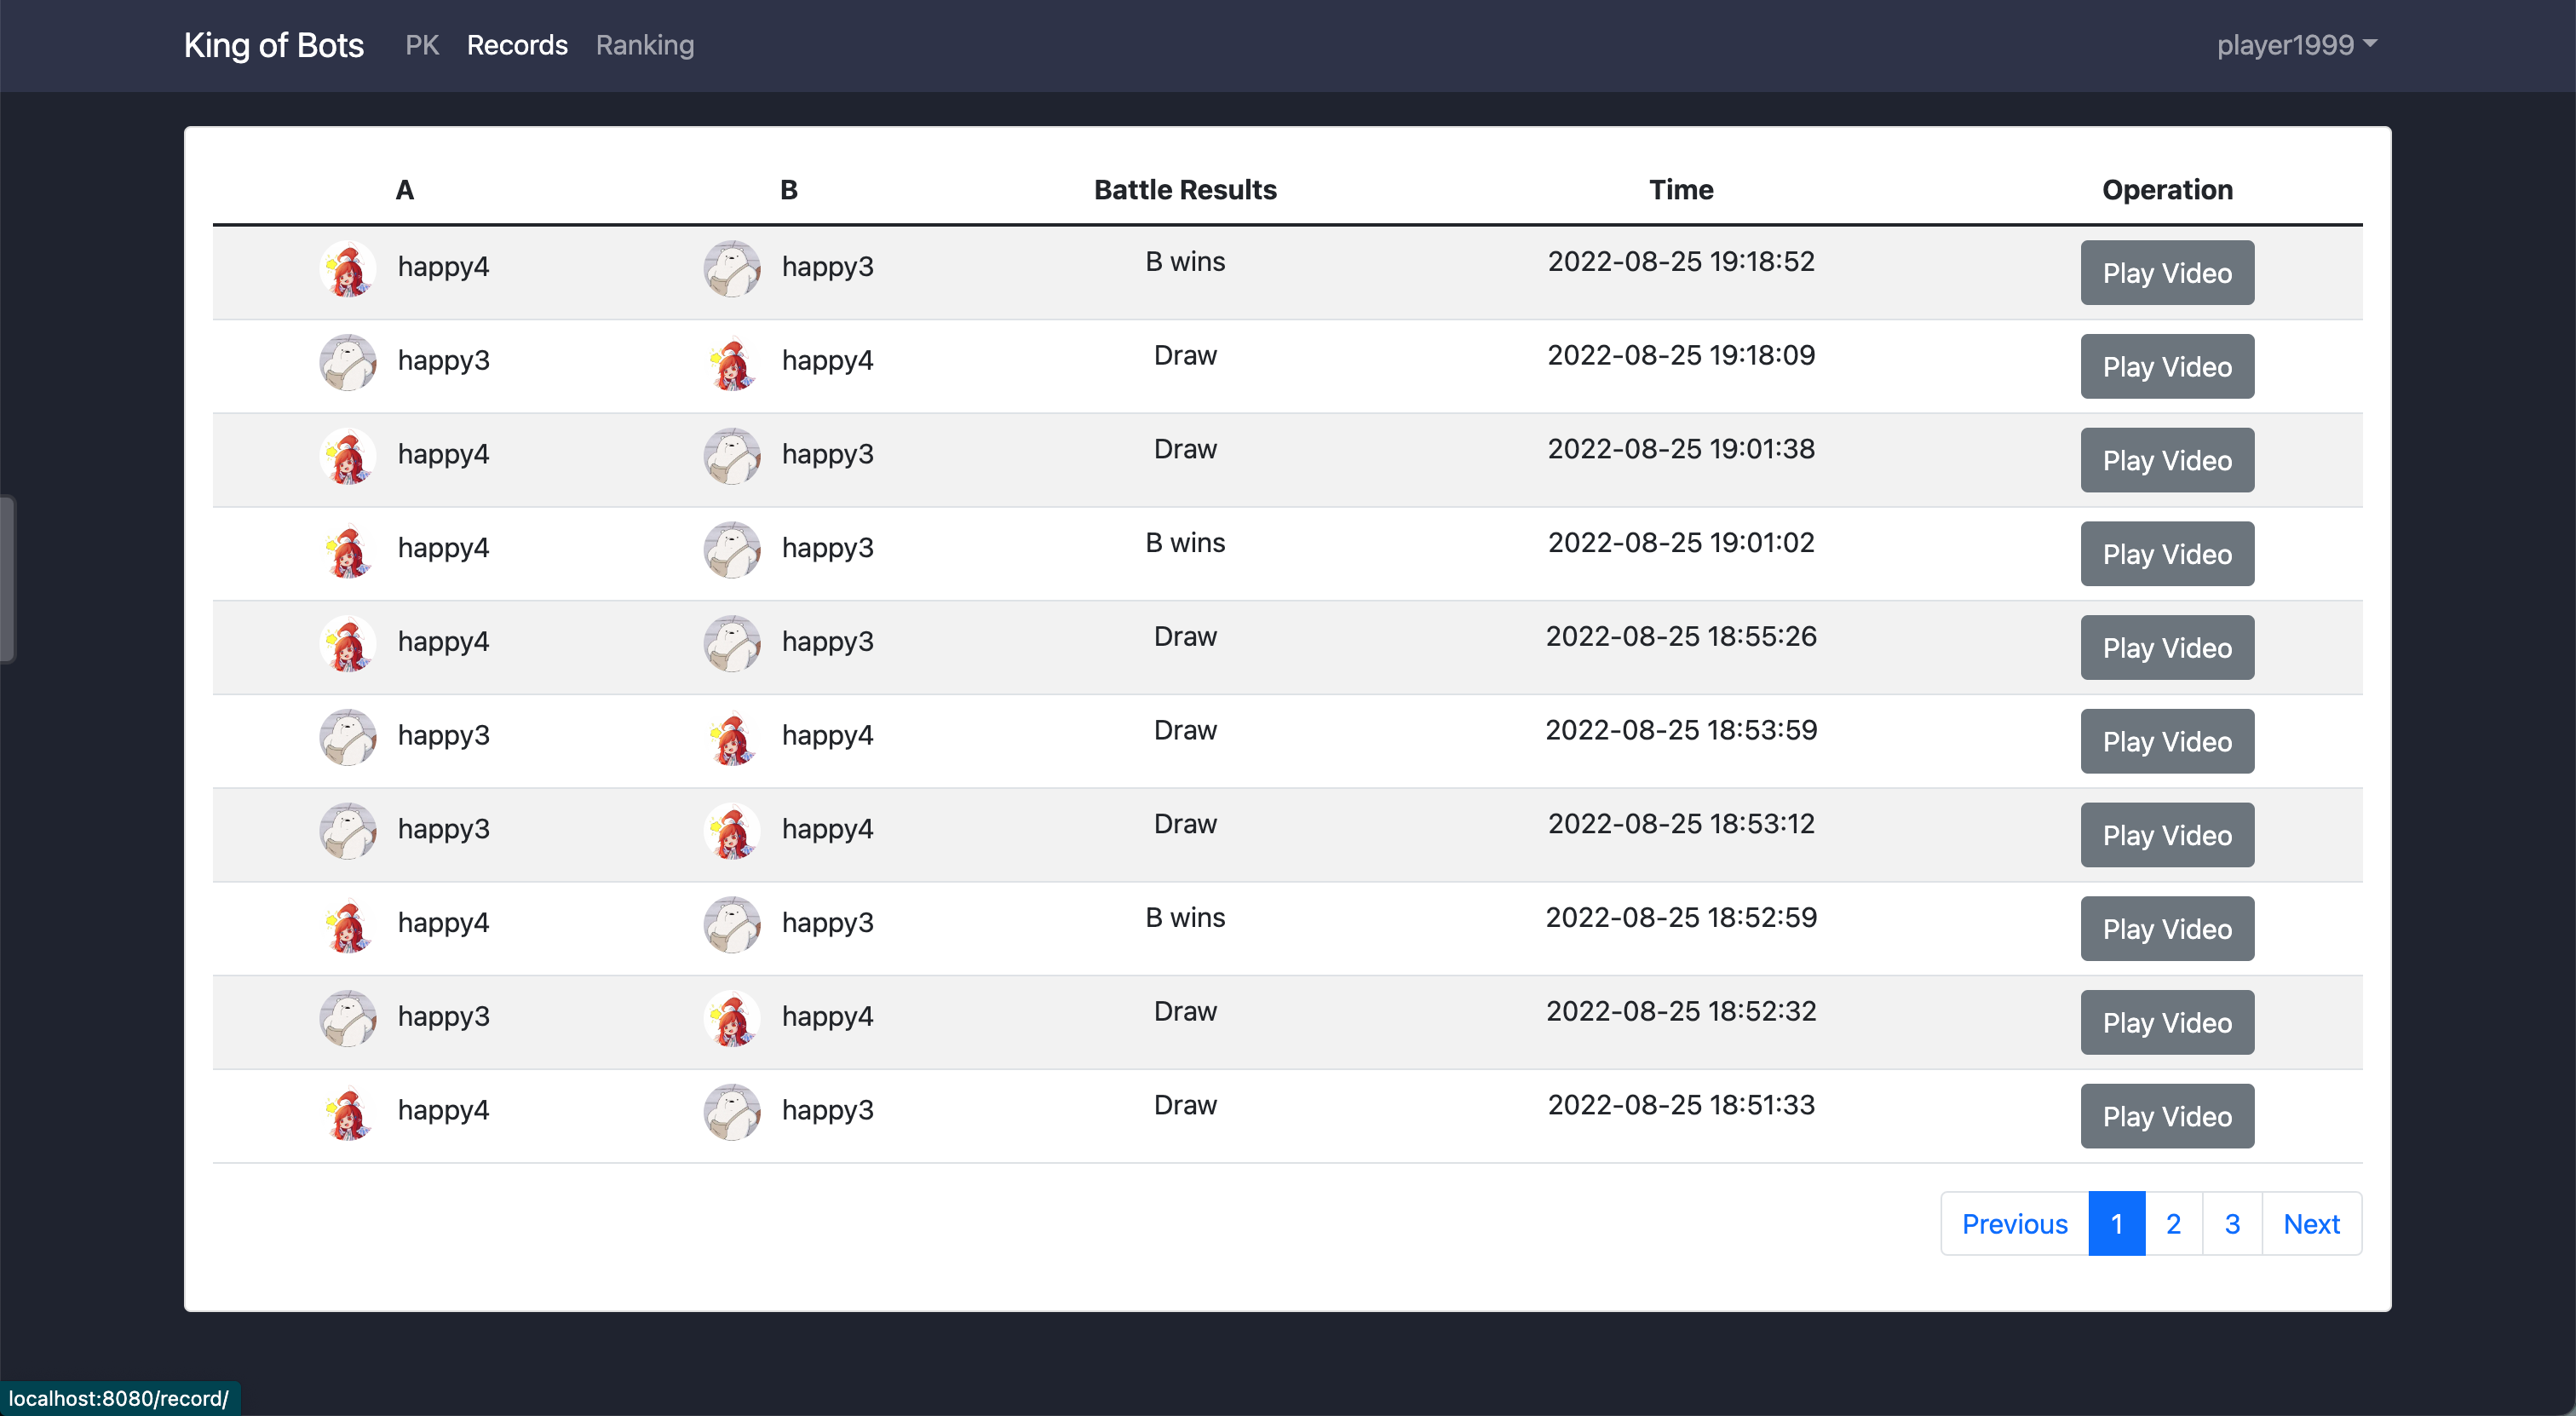 King of Bots PK Records Ranking player1999
A B Battle Results Time Operation
happy4 happy3 B wins 2022-08-25 19:18:52 Play Video
happy3 happy4 Draw 2022-08-25 19:18:09 Play Video
happy4 happy3 Draw 2022-08-25 19:01:38 Play Video
happy4 happy3 B wins 2022-08-25 19:01:02 Play Video
happy4 happy3 Draw 2022-08-25 18:55:26 Play Video
happy3 happy4 Draw 2022-08-25 18:53:59 Play Video
happy3 happy4 Draw 2022-08-25 18:53:12 Play Video
happy4 happy3 B wins 2022-08-25 18:52:59 Play Video
happy3 happy4 Draw 2022-08-25 18:52:32 Play Video
happy4 happy3 Draw 2022-08-25 18:51:33 Play Video
Previous 1 2 3 Next
localhost:8080/record/